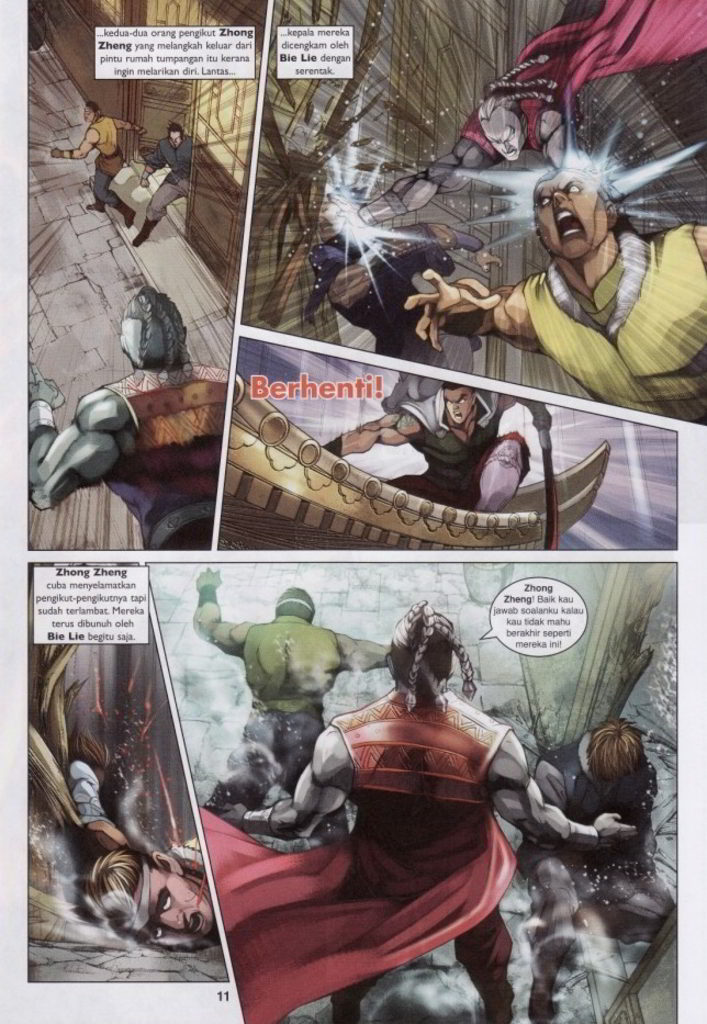 ...kedua-dua orang pengikut Zhong
Zheng yang melangkah keluar dari
pintu rumah tumpangan itu kerana
ingin melarikan diri. Lantas...
...kepala mereka
dicengkam oleh
Bie Lie dengan
serentak.
Berhenti!
Zhong Zheng
cuba menyelamatkan
pengikut-pengikutnya tapi
sudah terlambat. Mereka
terus dibunuh oleh
Bie Lie begitu saja.
Zhong
Zheng! Baik kau
jawab soalanku kalau
kau tidak mahu
berakhir seperti
mereka ini!
11